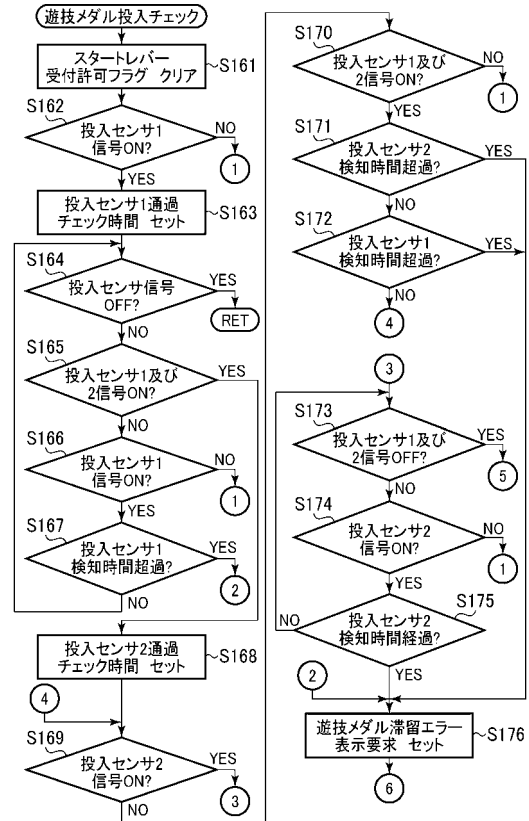 遊技メダル投入チェック
スタートレバー
受付許可フラグ クリア
S161
S162
投入センサ1
信号ON?
NO
1
YES
投入センサ1通過
チェック時間 セット
S163
S164
投入センサ信号
OFF?
YES
RET
NO
S165
投入センサ1及び
2信号ON?
YES
NO
S166
投入センサ1
信号ON?
NO
1
YES
S167
投入センサ1
検知時間超過?
YES
2
NO
投入センサ2通過
チェック時間 セット
S168
4
S169
投入センサ2
信号ON?
YES
3
NO
S170
投入センサ1及び
2信号ON?
NO
1
YES
S171
投入センサ2
検知時間超過?
YES
NO
S172
投入センサ1
検知時間超過?
YES
NO
4
3
S173
投入センサ1及び
2信号OFF?
YES
5
NO
S174
投入センサ2
信号ON?
NO
1
YES
S175
投入センサ2
検知時間経過?
NO
YES
2
遊技メダル滞留エラー
表示要求 セット
S176
6